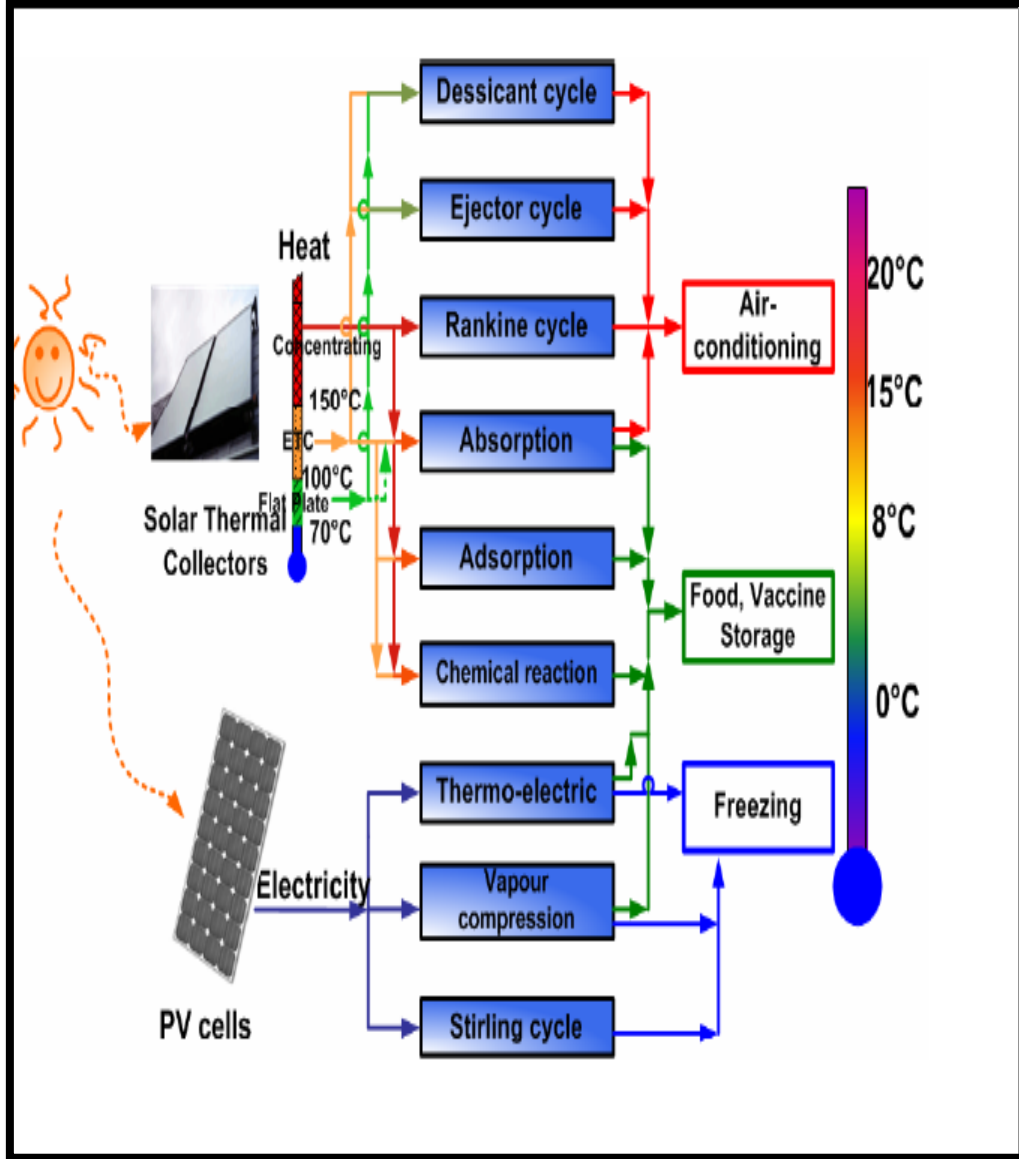 Dessicant cycle
Ejector cycle
Heat
Rankine cycle
Concentrating
Air-
conditioning
20°C
15°C
150°C
ETC
Absorption
100°C
Flat Plate
70°C
Solar Thermal
Collectors
8°C
Adsorption
Food, Vaccine
Storage
Chemical reaction
0°C
Thermo-electric
Freezing
Electricity
Vapour
compression
PV cells
Stirling cycle